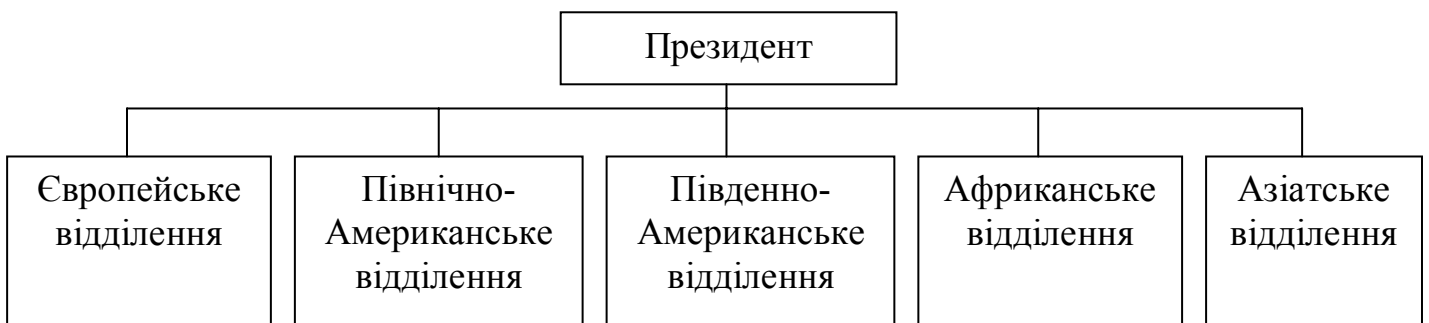 Президент
Європейське
відділення
Північно-
Американське
відділення
Південно-
Американське
відділення
Африканське
відділення
Азіатське
відділення